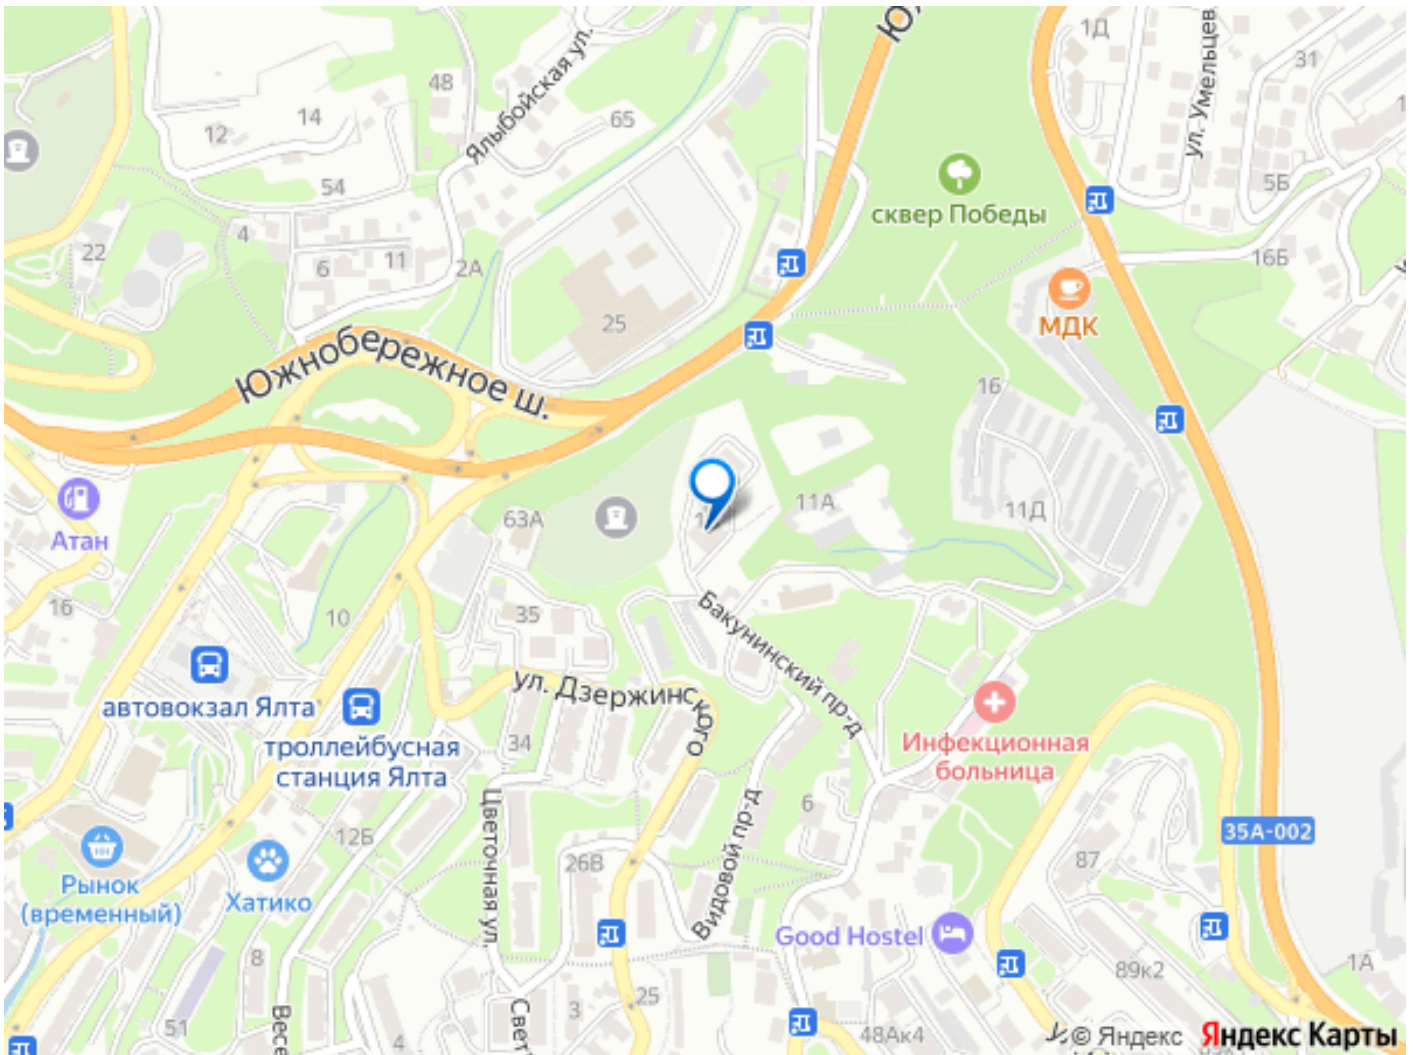 Ялыбойская ул.
Ю
1Д
ул. Умельцев
31
48
14
12
65
54
5Б
сквер Победы
4
22
11
6
2А
16Б
25
МДК
Южнобережное ш.
16
11А
11Д
63А
Атан
16
10
35
Бакунинский пр-д
ул. Дзержинского
автовокзал Ялта
троллейбусная
станция Ялта
34
Инфекционная
больница
Цветочная ул.
Видовой пр-д
6
12Б
26В
87
35А-002
Рынок
(временный)
Хатико
Good Hostel
8
89к2
1А
Весе
Свет
3
25
51
4
48Ак4
© Яндекс
Яндекс Карты